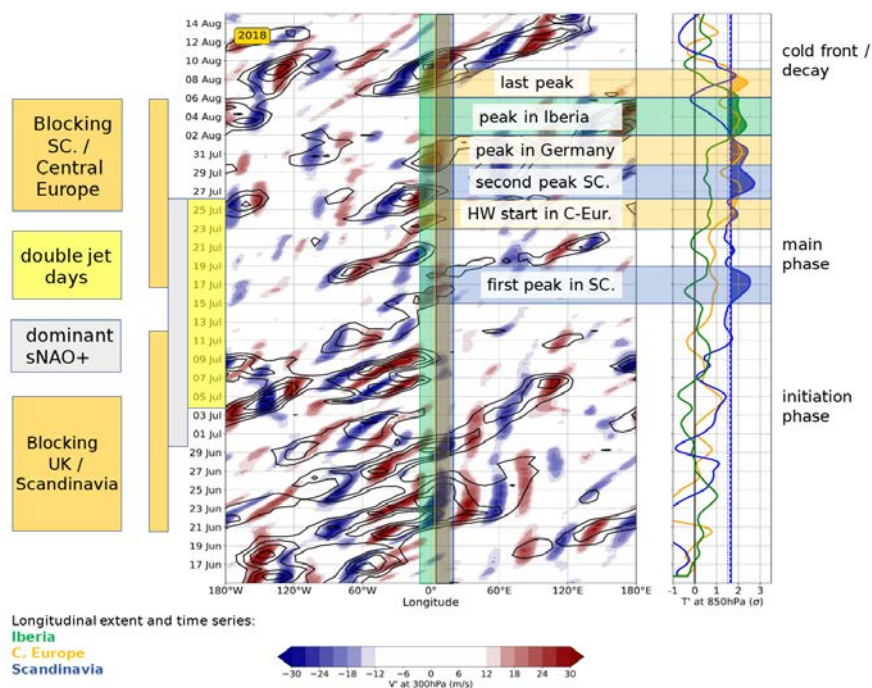 2018
14 Aug
12 Aug
10 Aug
08 Aug
06 Aug
04 Aug
02 Aug
31 Jul
29 Jul
27 Jul
25 Jul
23 Jul
21 Jul
19 Jul
17 Jul
15 Jul
13 Jul
11 Jul
09 Jul
07 Jul
05 Jul
03 Jul
01 Jul
29 Jun
27 Jun
25 Jun
23 Jun
21 Jun
19 Jun
17 Jun
Blocking
SC. /
Central
Europe
double jet
days
dominant
sNAO+
Blocking
UK /
Scandinavia
last peak
peak in Iberia
peak in Germany
second peak SC.
HW start in C-Eur.
first peak in SC.
cold front /
decay
main
phase
initiation
phase
180°W 120°W 60°W 0° 60°E 120°E 180°E
Longitude
-1 0 1 2 3
T' at 850hPa (σ)
Longitudinal extent and time series:
Iberia
C. Europe
Scandinavia
−30 −24 −18 −12 −6 0 6 12 18 24 30
V' at 300hPa (m/s)